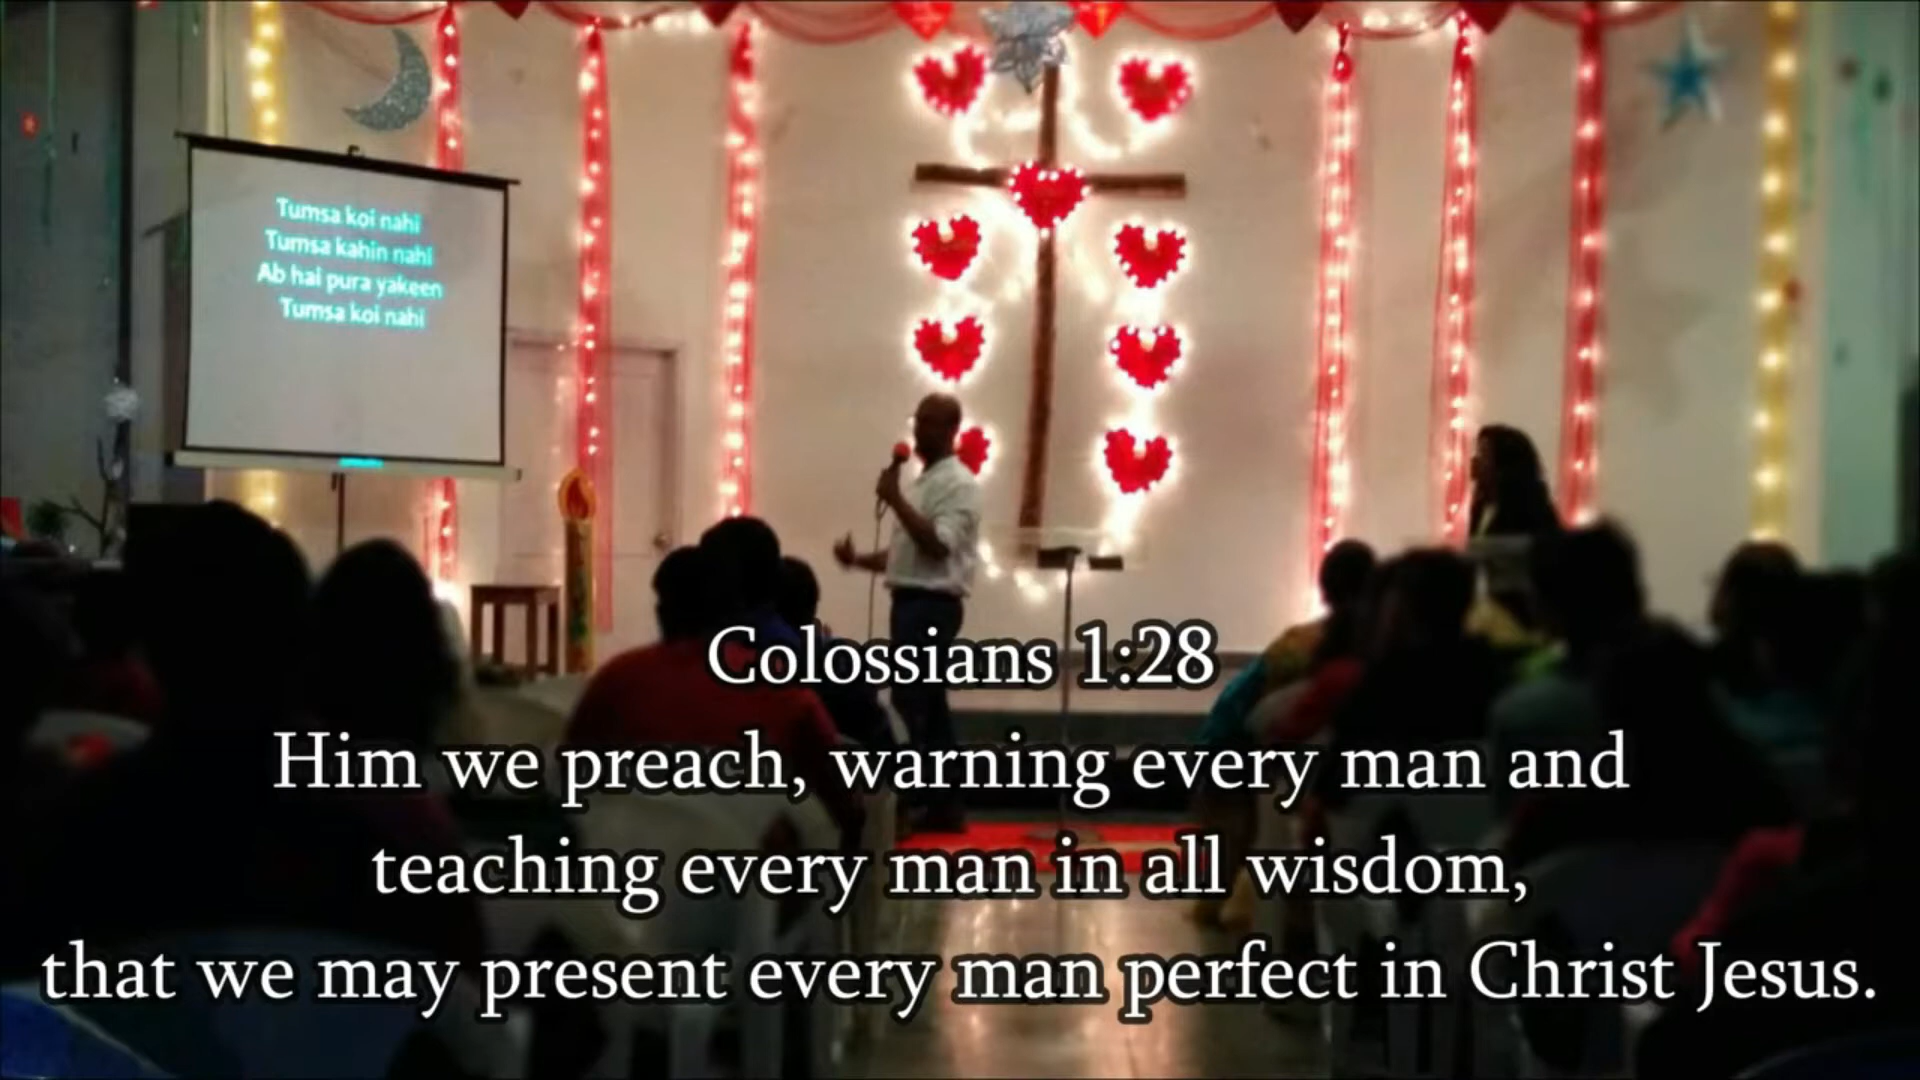 Tumsa koi nahi
Tumsa kahin nahi
Ab hai pura yakeen
Tumsa koi nahi
Colossians 1:28
Him we preach, warning every man and
teaching every man in all wisdom,
that we may present every man perfect in Christ Jesus.